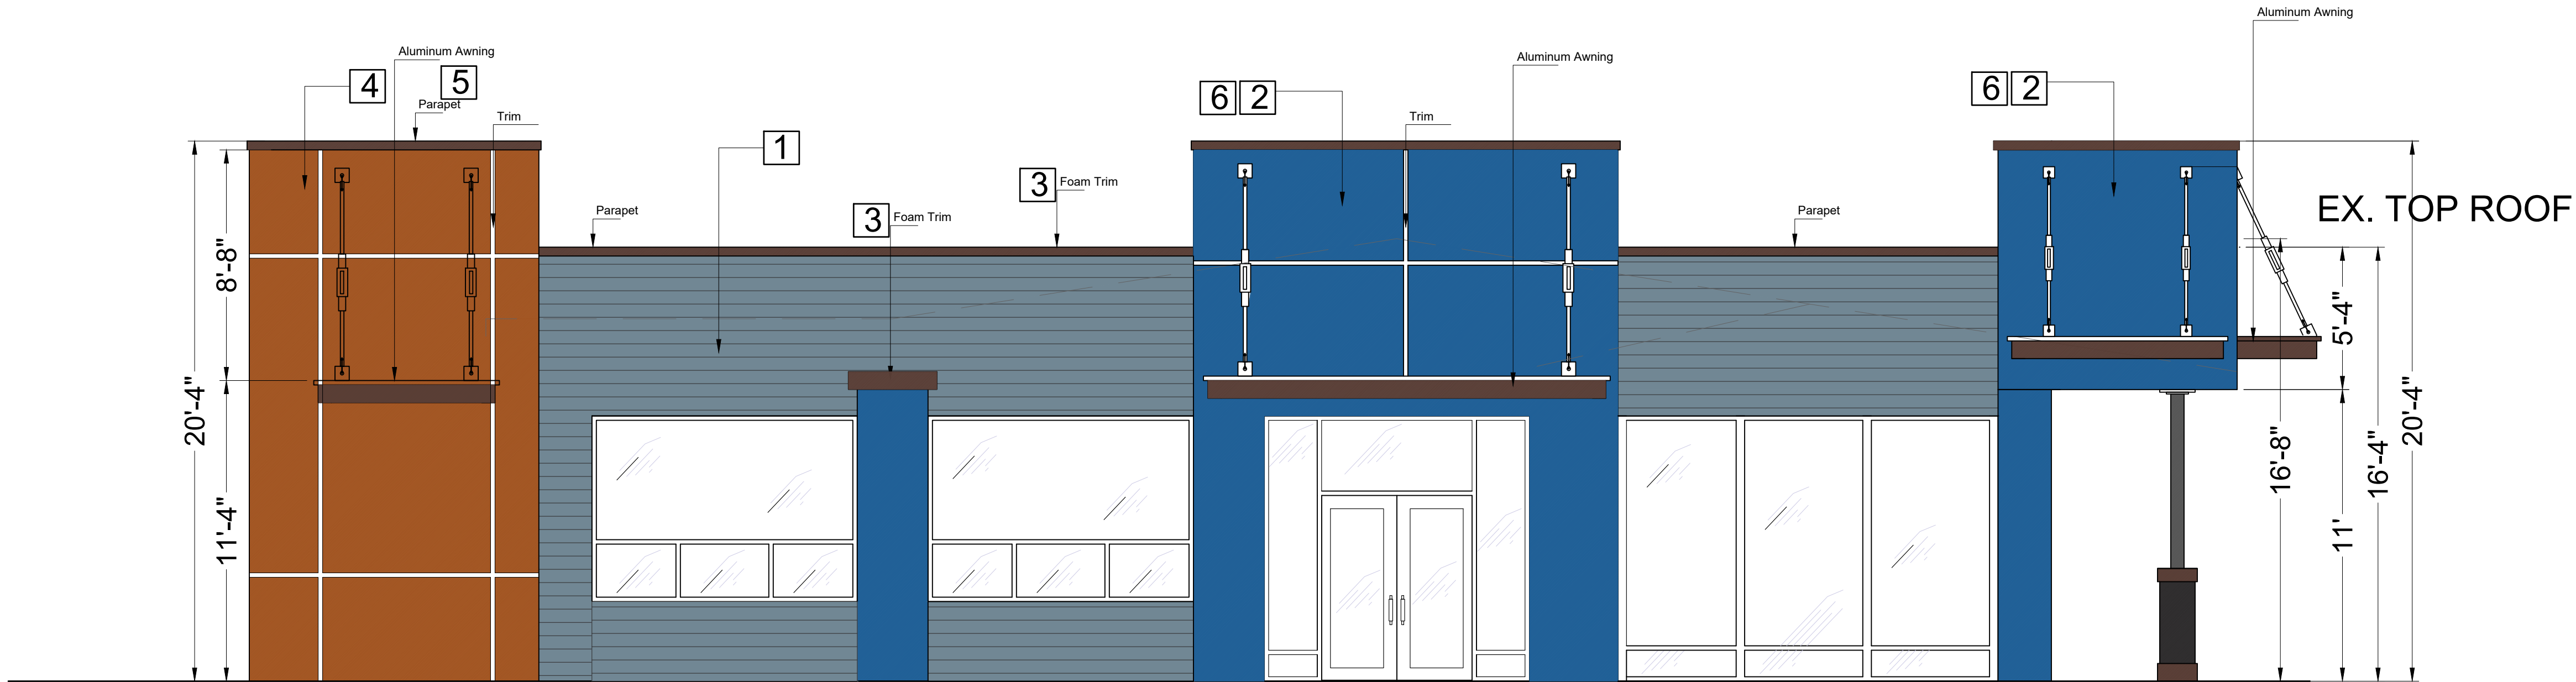 Aluminum Awning
4
5
Parapet
Trim
1
3 Foam Trim
3 Foam Trim
Parapet
6 2
Aluminum Awning
Trim
Parapet
6 2
Aluminum Awning
EX. TOP ROOF
8'-8"
20'-4"
11'-4"
5'-4"
16'-8"
11'
16'-4"
20'-4"